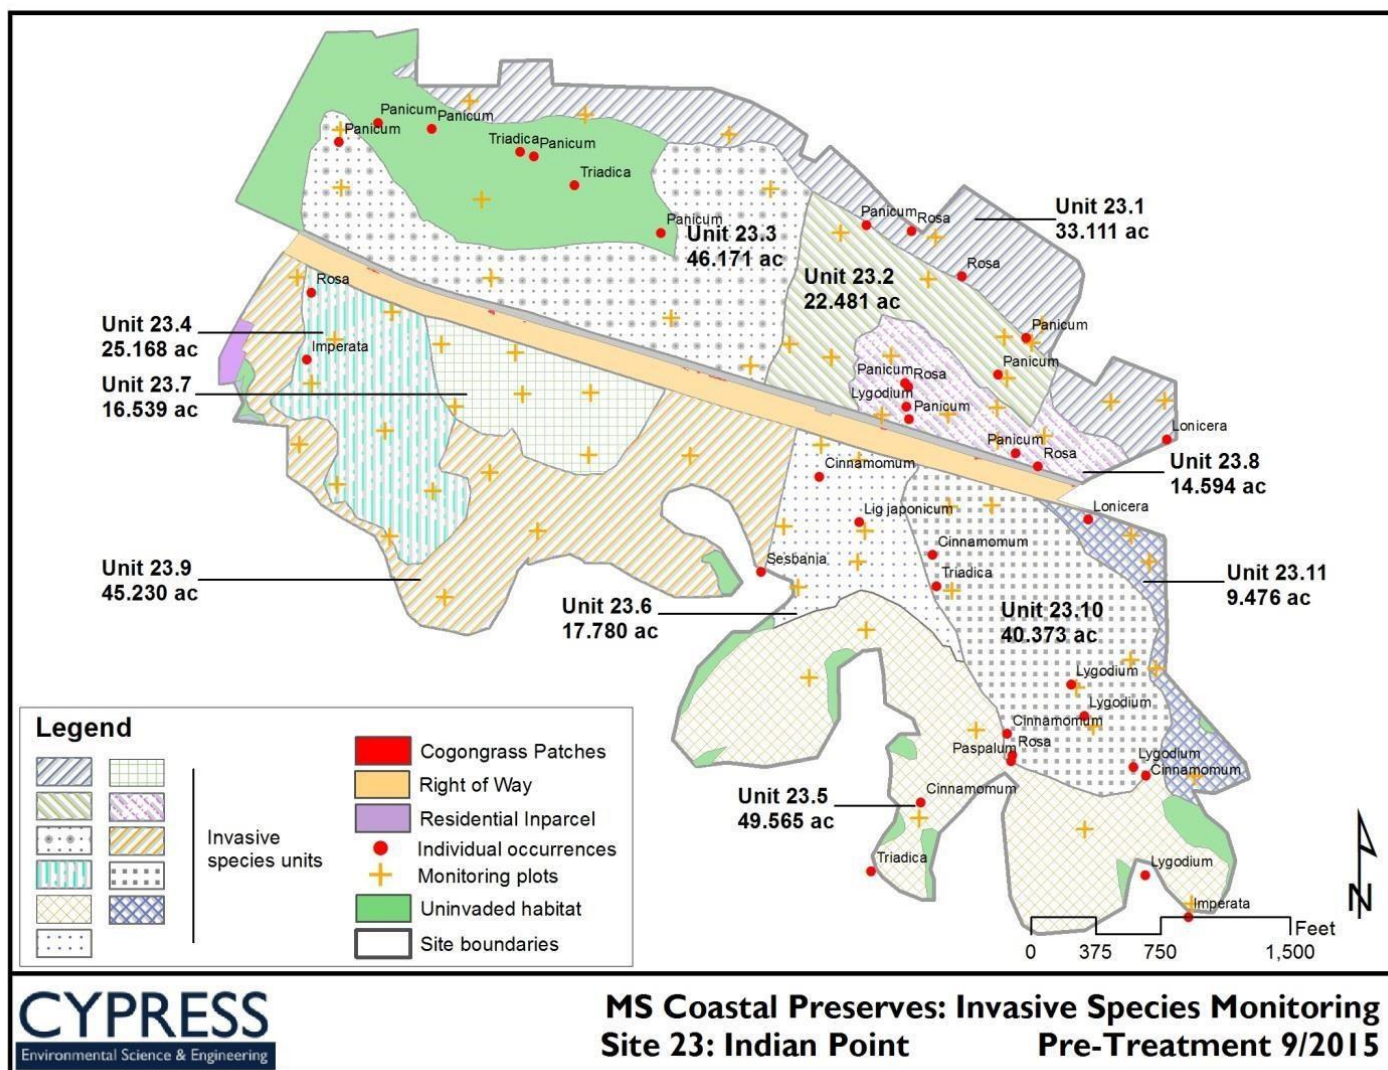 Panicum
Panicum
Panicum
Triadica
Panicum
Triadica
Panicum
Unit 23.3
46.171 ac
Panicum
Rosa
Unit 23.1
33.111 ac
Rosa
Unit 23.2
22.481 ac
Panicum
Panicum
Rosa
Unit 23.4
25.168 ac
Imperata
Unit 23.7
16.539 ac
Panicum
Rosa
Lygodium
Panicum
Panicum
Rosa
Lonicera
Unit 23.8
14.594 ac
Cinnamomum
Lig japonicum
Lonicera
Sesbania
Cinnamomum
Triadica
Unit 23.9
45.230 ac
Unit 23.6
17.780 ac
Unit 23.10
40.373 ac
Unit 23.11
9.476 ac
Lygodium
Lygodium
Cinnamomum
Rosa
Paspalum
Lygodium
Cinnamomum
Unit 23.5
49.565 ac
Cinnamomum
Triadica
Lygodium
Imperata
Legend
Invasive
species units
Cogongrass Patches
Right of Way
Residential Inparcel
Individual occurrences
Monitoring plots
Uninvaded habitat
Site boundaries
N
Feet
0 375 750 1,500
CYPRESS
Environmental Science & Engineering
MS Coastal Preserves: Invasive Species Monitoring
Site 23: Indian Point Pre-Treatment 9/2015